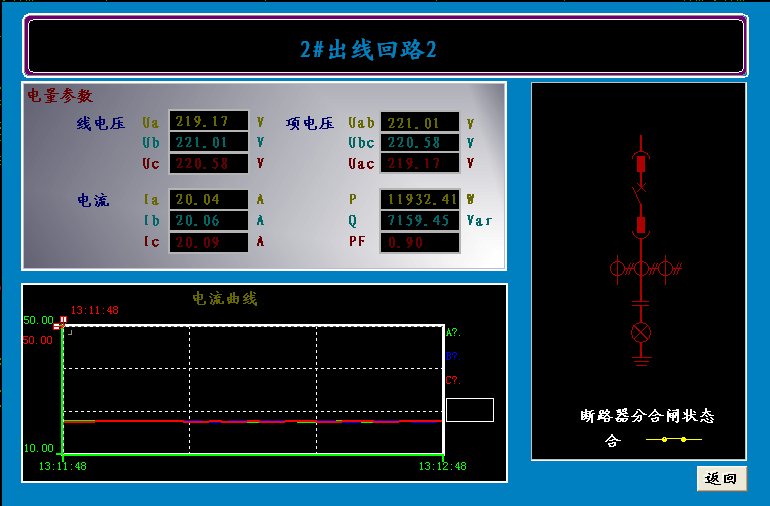 2#出线回路2
电量参数
线电压 Ua 219.17 V 项电压 Uab 221.01 V
Ub 221.01 V Ubc 220.58 V
Uc 220.58 V Uac 219.17 V
电流 Ia 20.04 A P 11932.41 W
Ib 20.06 A Q 7159.45 Var
Ic 20.09 A PF 0.90
电流曲线
13:11:48
50.00
50.00
A?.
C?.
10.00
13:11:48 13:12:48
断路器分合闸状态
合
返回